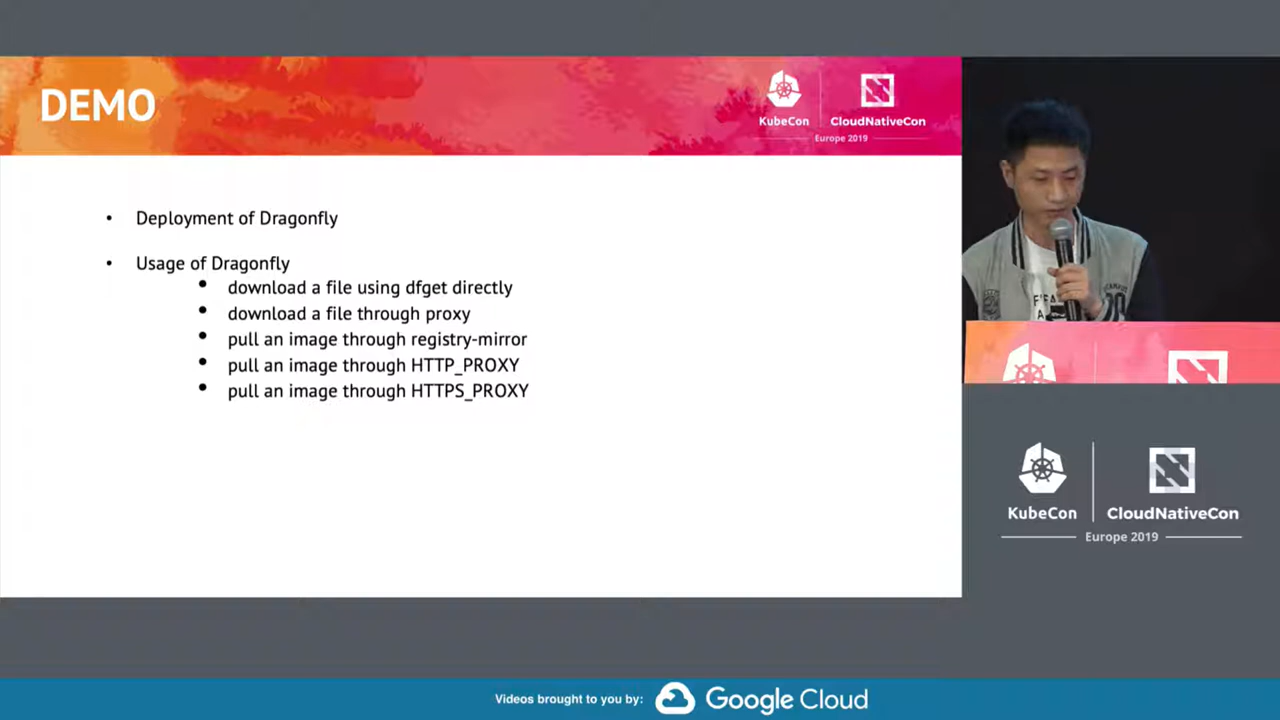 DEMO
KubeCon
CloudNativeCon
Europe 2019
Deployment of Dragonfly
Usage of Dragonfly
download a file using dfget directly
download a file through proxy
pull an image through registry-mirror
pull an image through HTTP_PROXY
pull an image through HTTPS_PROXY
KubeCon
CloudNativeCon
Europe 2019
Videos brought to you by:
Google Cloud